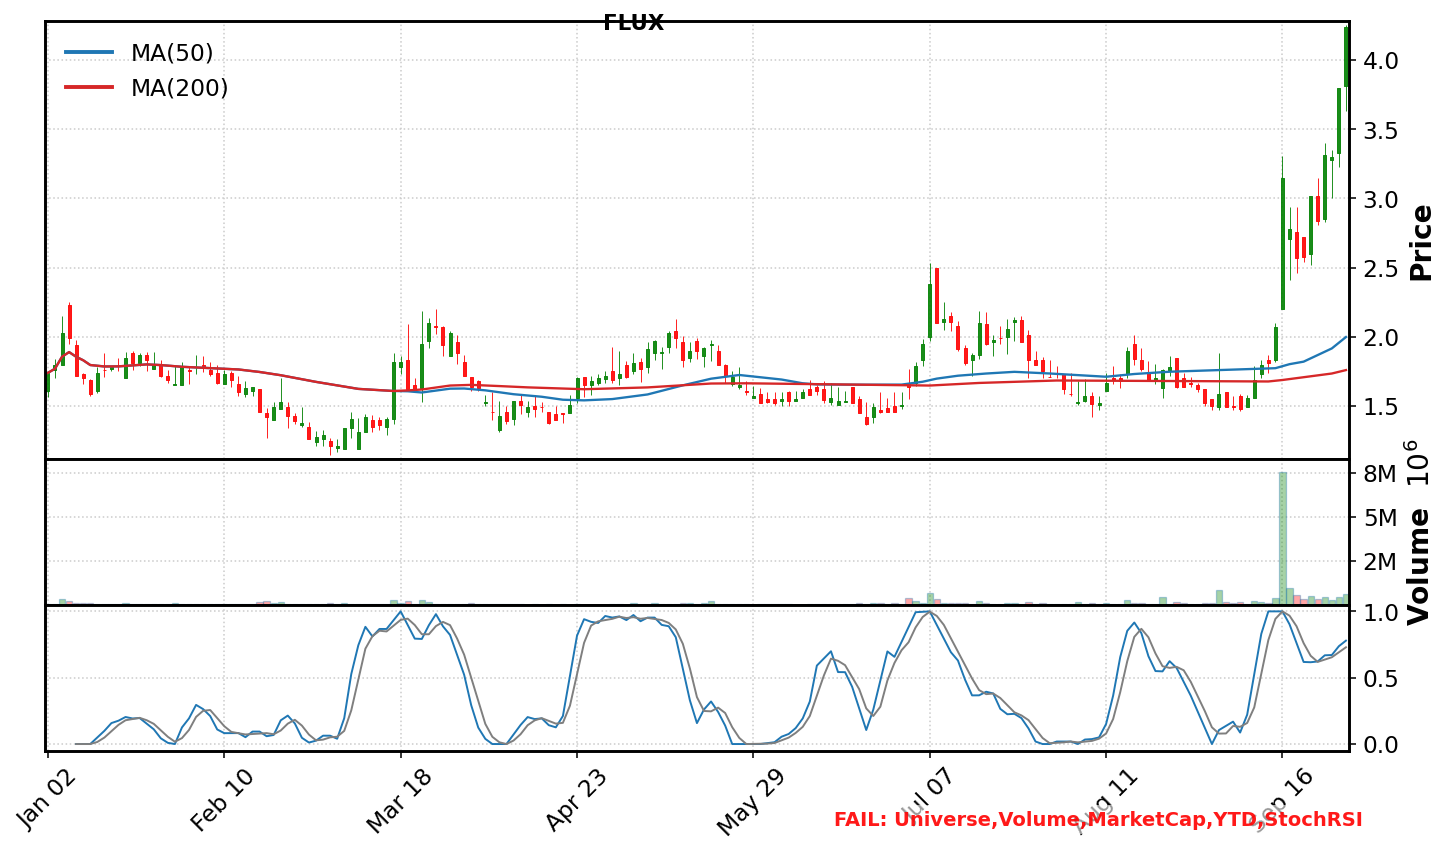 FLUX
MA(50)
MA(200)
4.0
3.5
3.0
2.5
2.0
1.5
Price
8M
5M
2M
Volume 10^6
1.0
0.5
0.0
Jan 02
Feb 10
Mar 18
Apr 23
May 29
Jul 07
Aug 11
Sep 16
FAIL: Universe,Volume,MarketCap,YTD,StochRSI